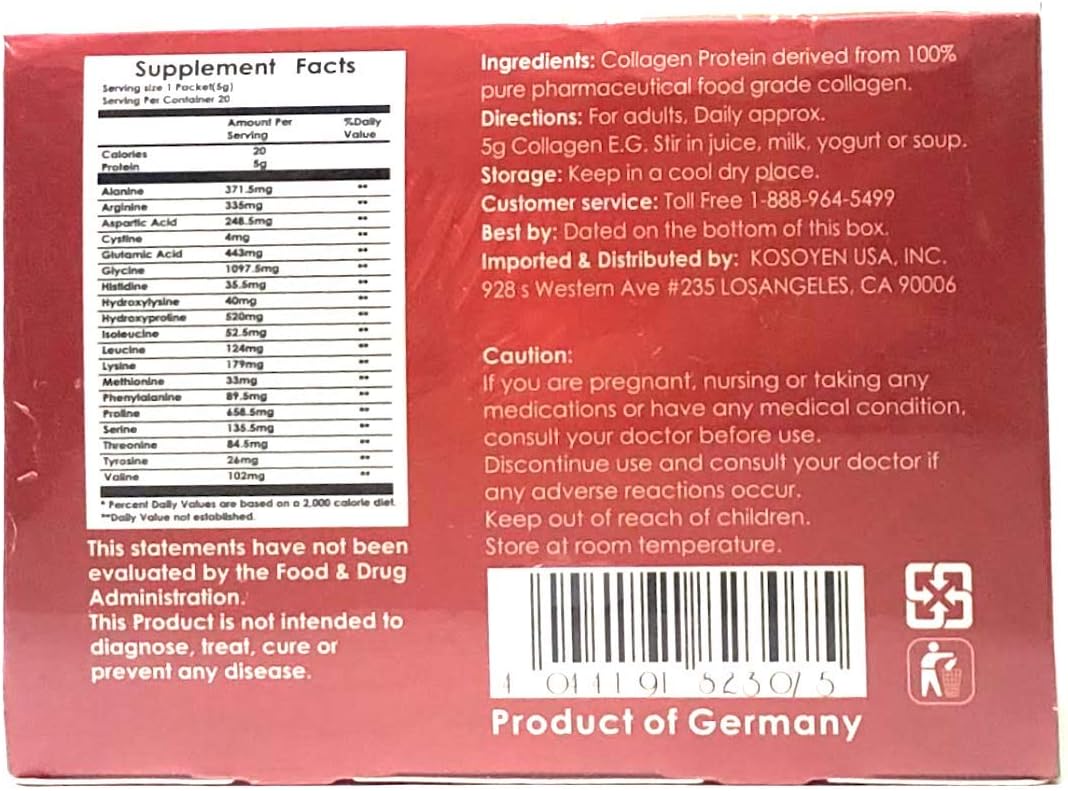 Supplement Facts
Serving size 1 Packet(5g)
Serving Per Container 20
Amount Per %Daily
Serving Value
Calories 20
Protein 5g
Alanine 371.5mg **
Arginine 335mg **
Aspartic Acid 248.5mg **
Cystine 4mg **
Glutamic Acid 443mg **
Glycine 1097.5mg **
Histidine 35.5mg **
Hydroxylysine 40mg **
Hydroxyproline 520mg **
Isoleucine 52.5mg **
Leucine 124mg **
Lysine 179mg **
Methionine 33mg **
Phenylalanine 89.5mg **
Proline 658.5mg **
Serine 135.5mg **
Threonine 84.5mg **
Tyrosine 26mg **
Valine 102mg **
* Percent Daily Values are based on a 2,000 calorie diet.
**Daily Value not established.
This statements have not been
evaluated by the Food & Drug
Administration.
This Product is not intended to
diagnose, treat, cure or
prevent any disease.
Ingredients: Collagen Protein derived from 100%
pure pharmaceutical food grade collagen.
Directions: For adults, Daily approx.
5g Collagen E.G. Stir in juice, milk, yogurt or soup.
Storage: Keep in a cool dry place.
Customer service: Toll Free 1-888-964-5499
Best by: Dated on the bottom of this box.
Imported & Distributed by: KOSOYEN USA, INC.
928 s Western Ave #235 LOSANGELES, CA 90006
Caution:
If you are pregnant, nursing or taking any
medications or have any medical condition,
consult your doctor before use.
Discontinue use and consult your doctor if
any adverse reactions occur.
Keep out of reach of children.
Store at room temperature.
Product of Germany